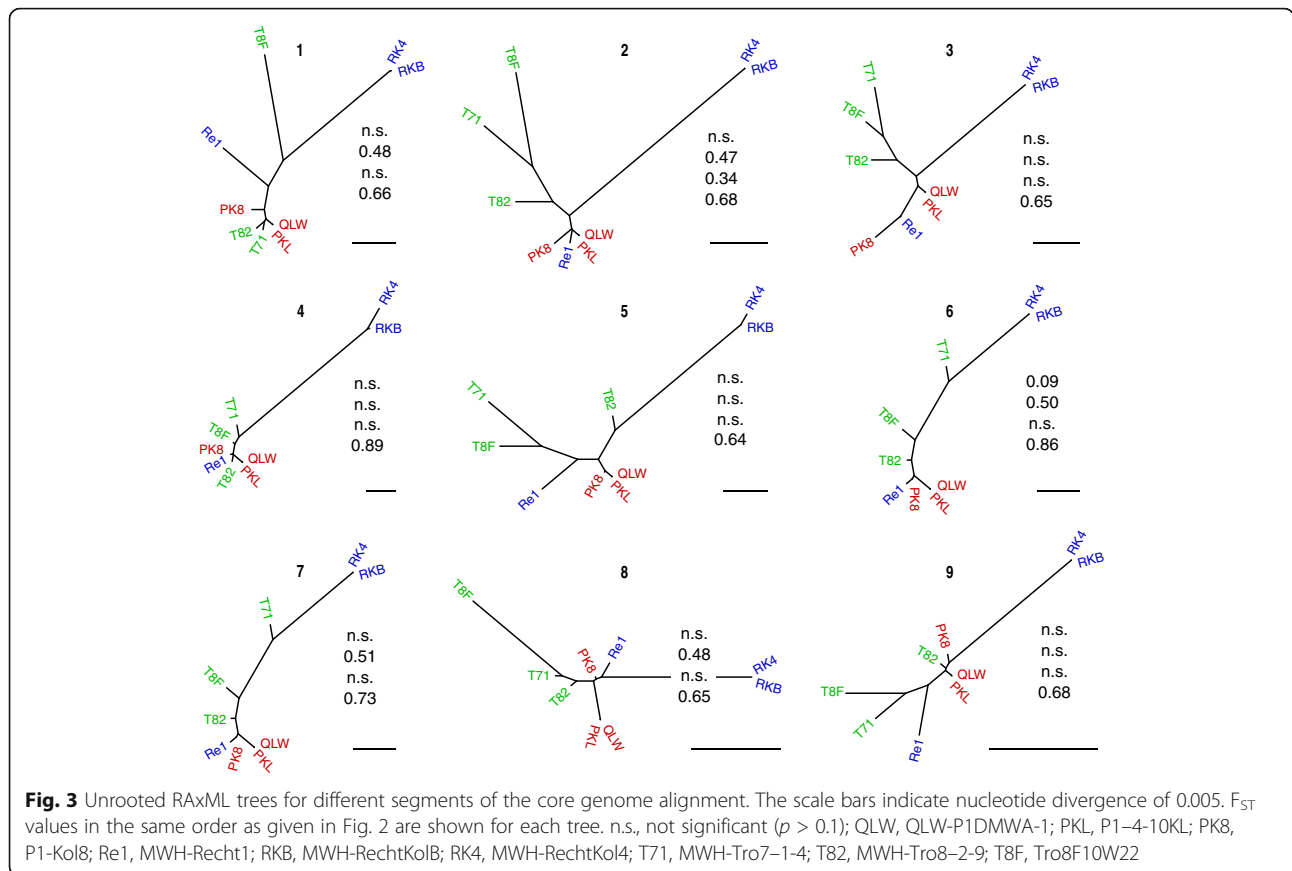 1
T8F
RK4
RKB
Re1
PK8
QLW
T82
T71
PKL
n.s.
0.48
n.s.
0.66
2
T8F
RK4
RKB
T71
T82
PK8
QLW
PKL
Re1
n.s.
0.47
0.34
0.68
3
T71
RK4
RKB
T8F
T82
QLW
PKL
Re1
PK8
n.s.
n.s.
n.s.
0.65
4
RK4
RKB
T71
T8F
PK8
Re1
QLW
T82
PKL
n.s.
n.s.
n.s.
0.89
5
RK4
RKB
T71
T82
T8F
QLW
PK8
PKL
Re1
n.s.
n.s.
n.s.
0.64
6
RK4
RKB
T71
T8F
T82
Re1
QLW
PK8
PKL
0.09
0.50
n.s.
0.86
7
RK4
RKB
T71
T8F
T82
Re1
QLW
PK8
PKL
n.s.
0.51
n.s.
0.73
8
T8F
Re1
PK8
T71
T82
RK4
RKB
QLW
PKL
n.s.
0.48
n.s.
0.65
9
RK4
RKB
PK8
T82
QLW
PKL
T8F
T71
Re1
n.s.
n.s.
n.s.
0.68
Fig. 3 Unrooted RAxML trees for different segments of the core genome alignment. The scale bars indicate nucleotide divergence of 0.005. FST
values in the same order as given in Fig. 2 are shown for each tree. n.s., not significant (p > 0.1); QLW, QLW-P1DMWA-1; PKL, P1–4-10KL; PK8,
P1-Kol8; Re1, MWH-Recht1; RKB, MWH-RechtKolB; RK4, MWH-RechtKol4; T71, MWH-Tro7–1-4; T82, MWH-Tro8–2-9; T8F, Tro8F10W22